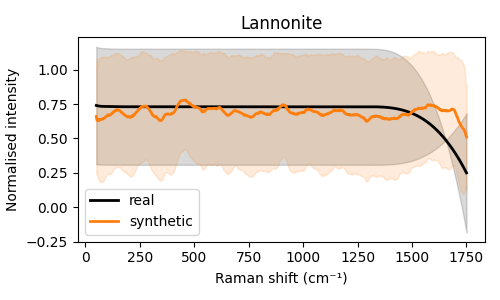 Lannonite
Normalised intensity
1.00
0.75
0.50
0.25
0.00
−0.25
real
synthetic
0 250 500 750 1000 1250 1500 1750
Raman shift (cm⁻¹)